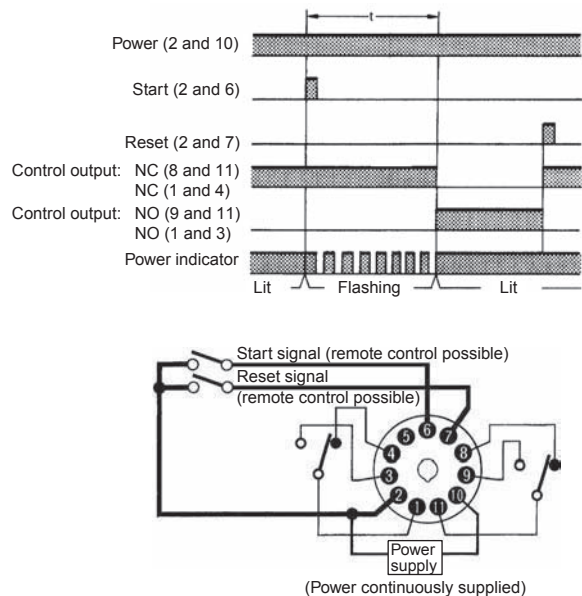 t
Power (2 and 10)
Start (2 and 6)
Reset (2 and 7)
Control output: NC (8 and 11)
NC (1 and 4)
Control output: NO (9 and 11)
NO (1 and 3)
Power indicator
Lit Flashing Lit
Start signal (remote control possible)
Reset signal
(remote control possible)
5 6 7
4 8
3 9
2 10
1 11
Power
supply
(Power continuously supplied)